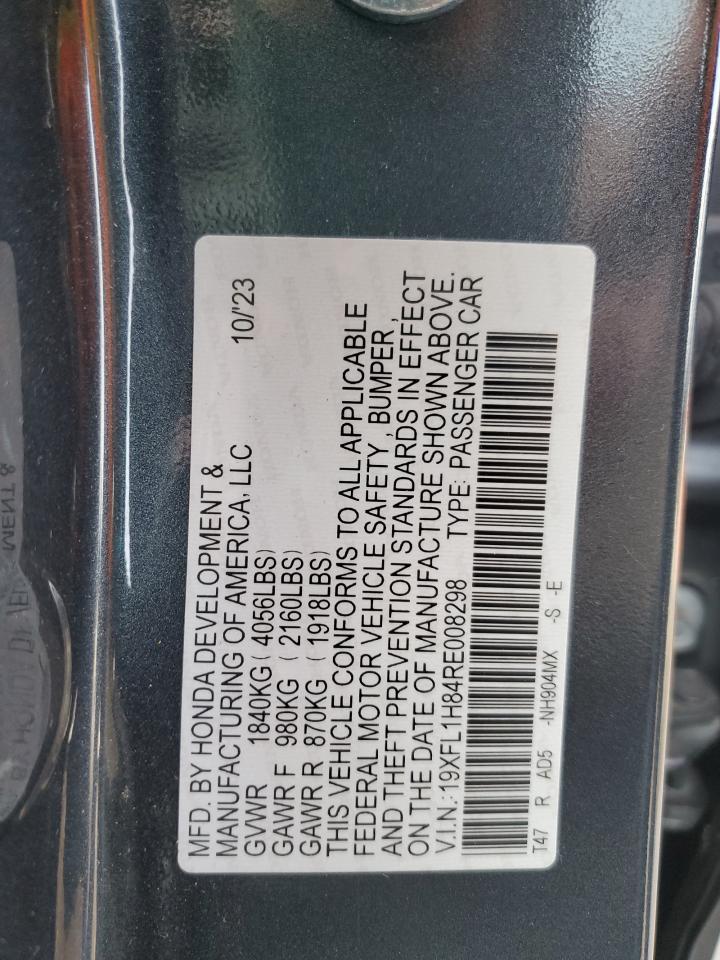 MFD. BY HONDA DEVELOPMENT &
MANUFACTURING OF AMERICA, LLC 10/'23
GVWR 1840KG ( 4056LBS)
GAWR F 980KG ( 2160LBS)
GAWR R 870KG ( 1918LBS)
THIS VEHICLE CONFORMS TO ALL APPLICABLE
FEDERAL MOTOR VEHICLE SAFETY, BUMPER,
AND THEFT PREVENTION STANDARDS IN EFFECT
ON THE DATE OF MANUFACTURE SHOWN ABOVE.
V.I.N.:19XFL1H84RE008298 TYPE: PASSENGER CAR
T47 R AD5 -NH904MX -S -E